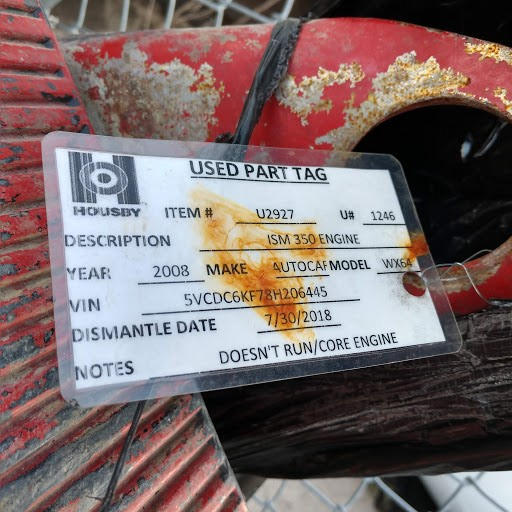 USED PART TAG
HOUSBY
ITEM # U2927 U# 1246
DESCRIPTION ISM 350 ENGINE
YEAR 2008 MAKE AUTOCAF MODEL WX64
VIN 5VCDC6KF78H206445
DISMANTLE DATE 7/30/2018
NOTES DOESN'T RUN/CORE ENGINE